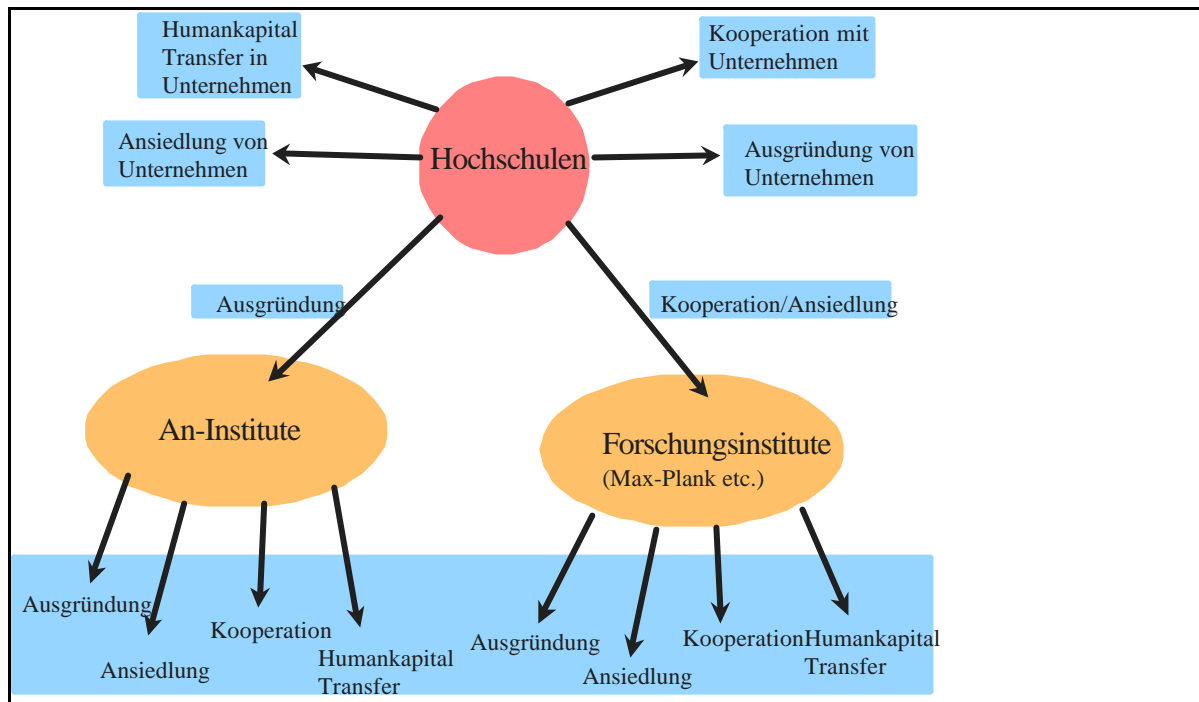 Humankapital
Transfer in
Unternehmen
Kooperation mit
Unternehmen
Ansiedlung von
Unternehmen
Hochschulen
Ausgründung von
Unternehmen
Ausgründung
Kooperation/Ansiedlung
An-Institute
Forschungsinstitute
(Max-Plank etc.)
Ausgründung
Ansiedlung
Kooperation
Humankapital
Transfer
Ausgründung
Ansiedlung
Kooperation
Humankapital
Transfer